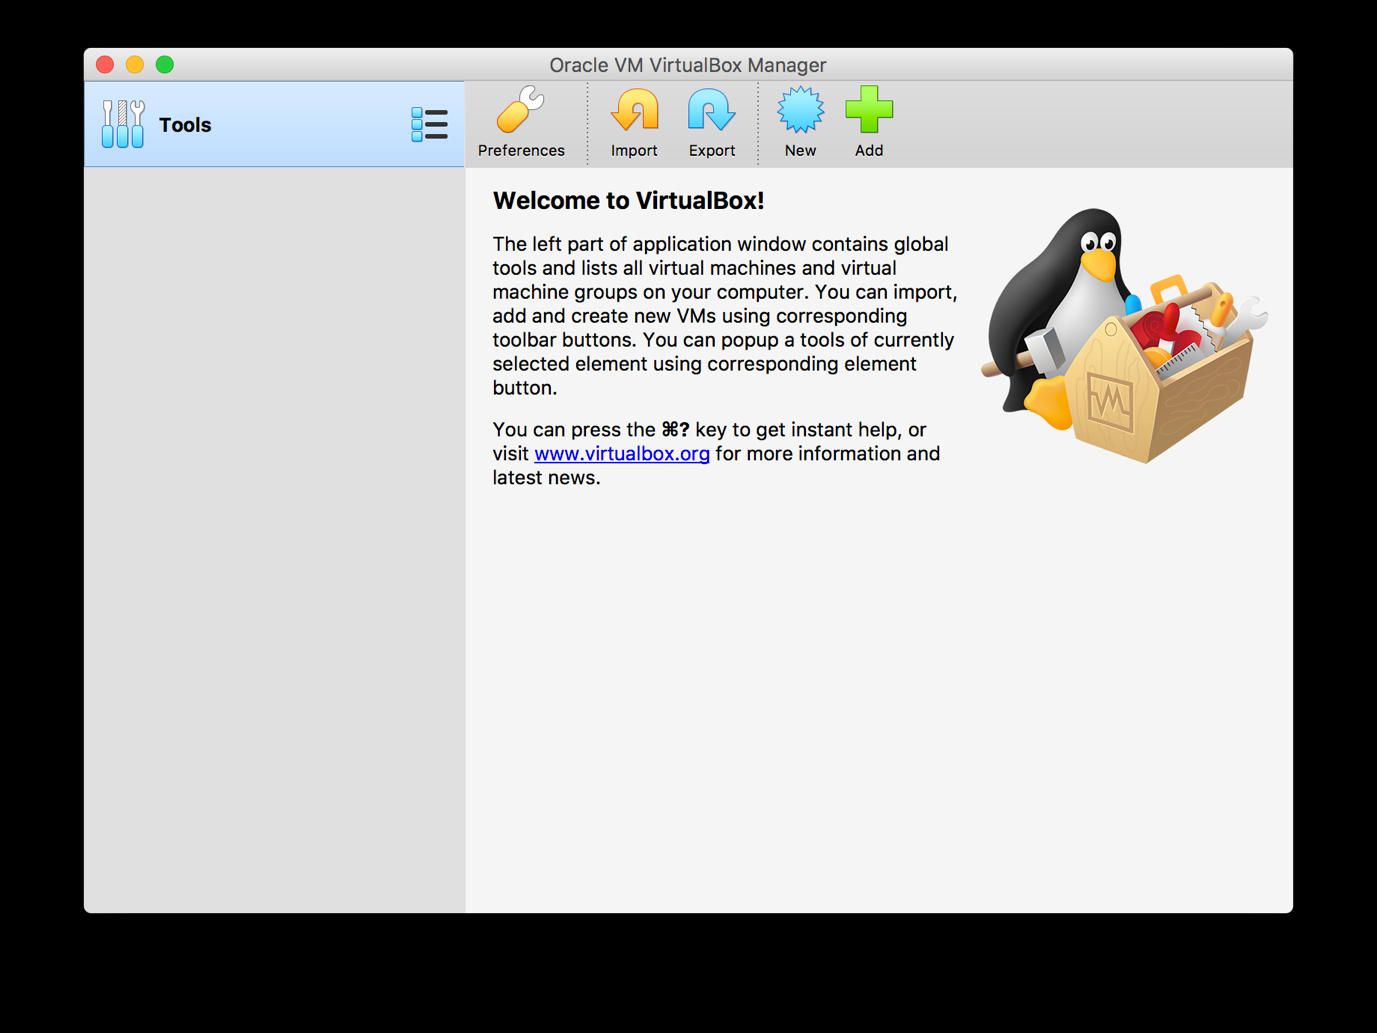 Oracle VM VirtualBox Manager
Tools
Preferences
Import
Export
New
Add
Welcome to VirtualBox!
The left part of application window contains global
tools and lists all virtual machines and virtual
machine groups on your computer. You can import,
add and create new VMs using corresponding
toolbar buttons. You can popup a tools of currently
selected element using corresponding element
button.
You can press the ⌘? key to get instant help, or
visit www.virtualbox.org for more information and
latest news.